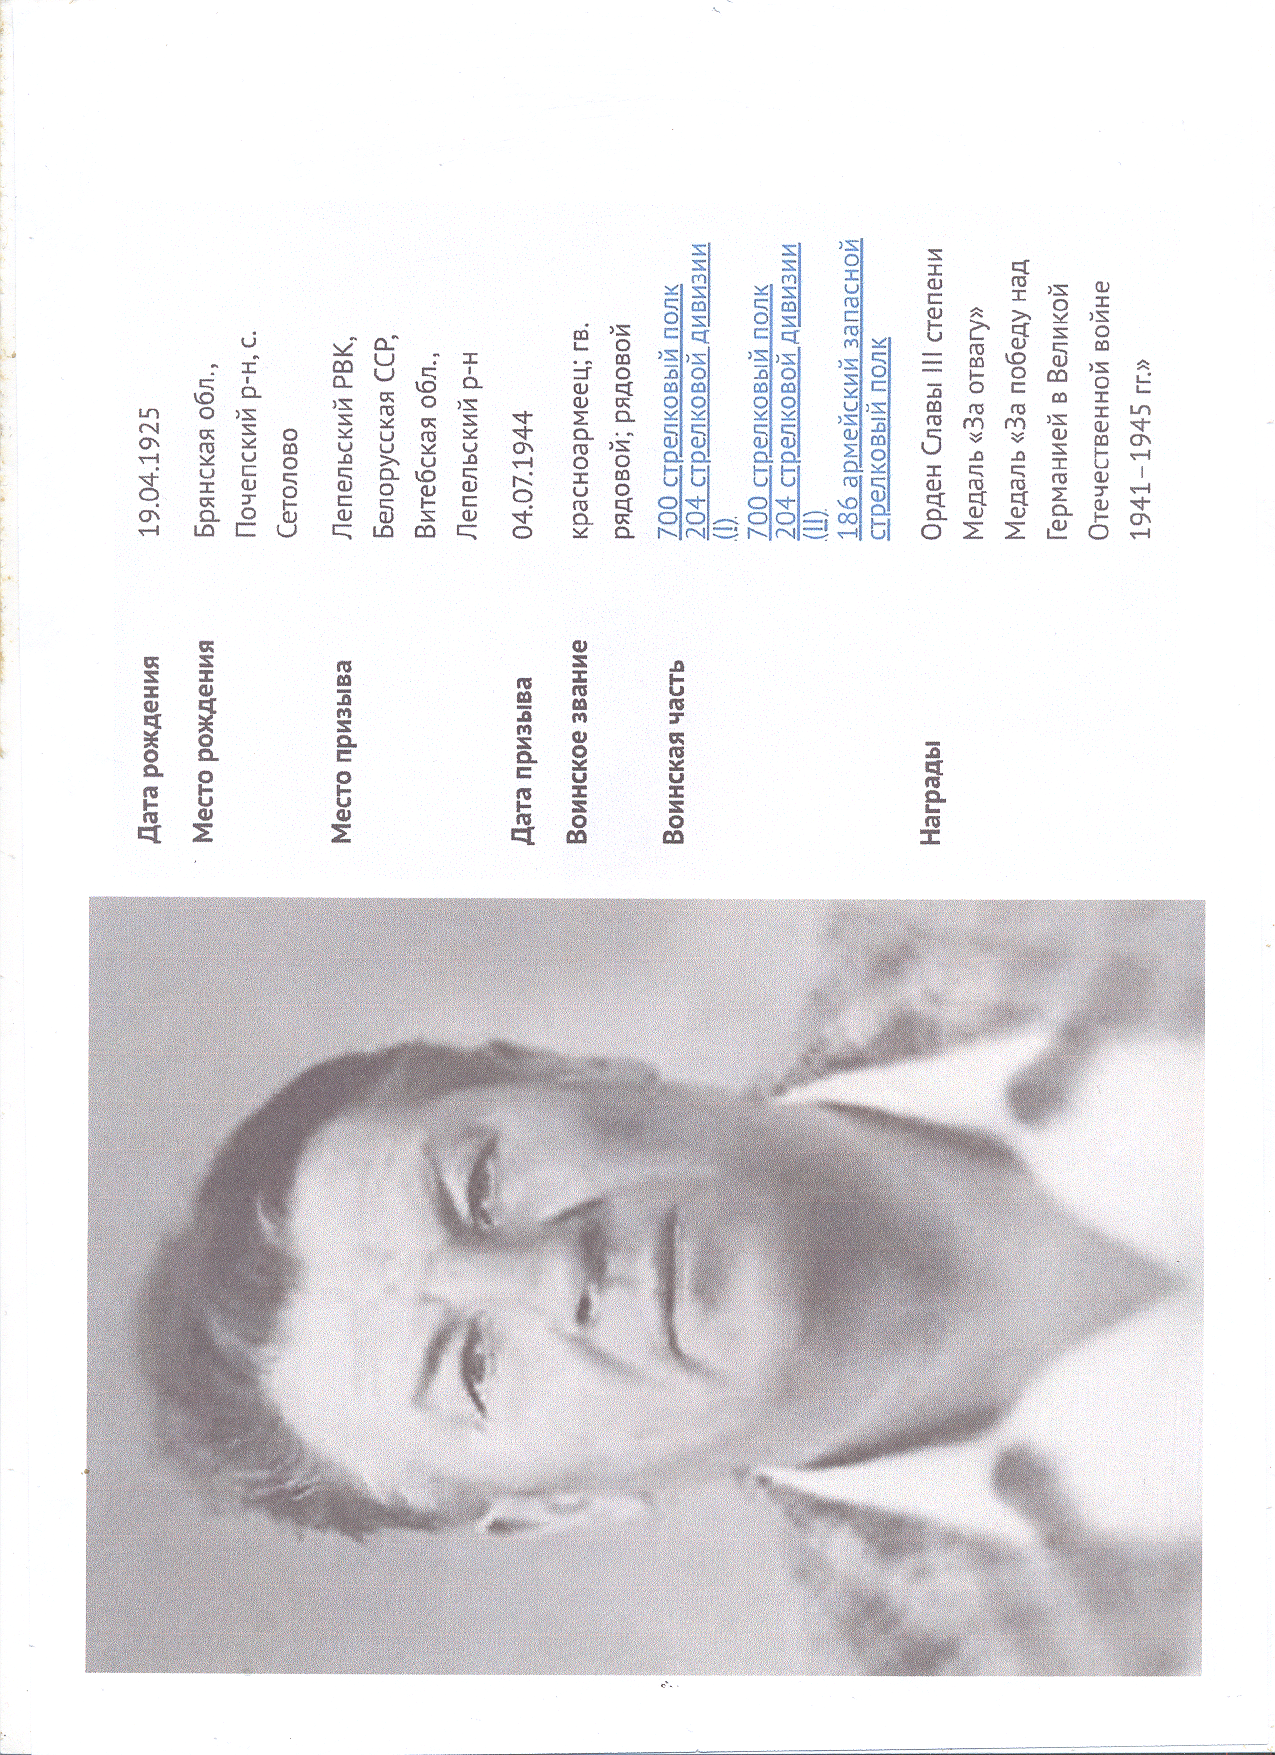 Дата рождения
19.04.1925
Место рождения
Брянская обл.,
Почепский р-н, с.
Сетолово
Место призыва
Лепельский РВК,
Белорусская ССР,
Витебская обл.,
Лепельский р-н
Дата призыва
04.07.1944
Воинское звание
красноармеец; гв.
рядовой; рядовой
Воинская часть
700 стрелковый полк
204 стрелковой дивизии
(I)
700 стрелковый полк
204 стрелковой дивизии
(II)
186 армейский запасной
стрелковый полк
Награды
Орден Славы III степени
Медаль «За отвагу»
Медаль «За победу над
Германией в Великой
Отечественной войне
1941–1945 гг.»